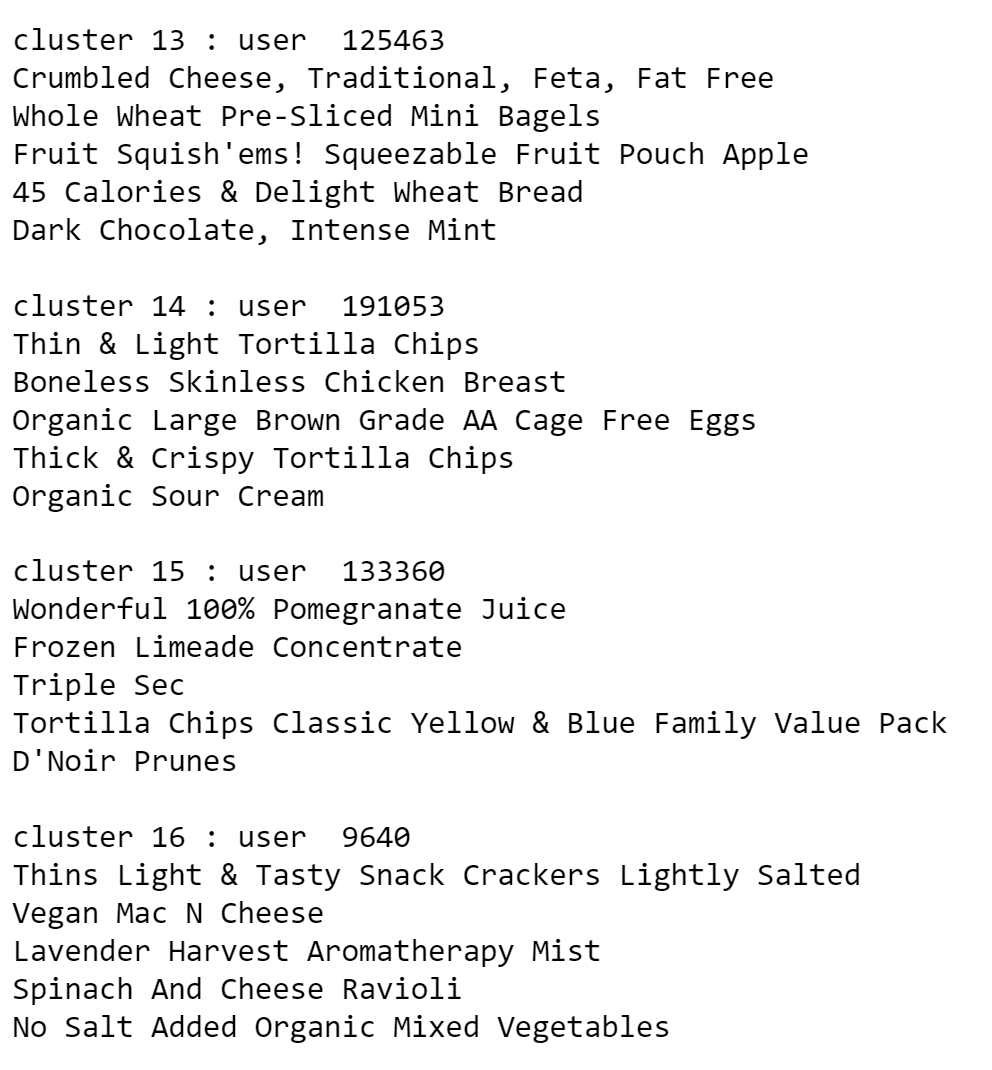 cluster 13 : user  125463
Crumbled Cheese, Traditional, Feta, Fat Free
Whole Wheat Pre-Sliced Mini Bagels
Fruit Squish'ems! Squeezable Fruit Pouch Apple
45 Calories & Delight Wheat Bread
Dark Chocolate, Intense Mint

cluster 14 : user  191053
Thin & Light Tortilla Chips
Boneless Skinless Chicken Breast
Organic Large Brown Grade AA Cage Free Eggs
Thick & Crispy Tortilla Chips
Organic Sour Cream

cluster 15 : user  133360
Wonderful 100% Pomegranate Juice
Frozen Limeade Concentrate
Triple Sec
Tortilla Chips Classic Yellow & Blue Family Value Pack
D'Noir Prunes

cluster 16 : user  9640
Thins Light & Tasty Snack Crackers Lightly Salted
Vegan Mac N Cheese
Lavender Harvest Aromatherapy Mist
Spinach And Cheese Ravioli
No Salt Added Organic Mixed Vegetables